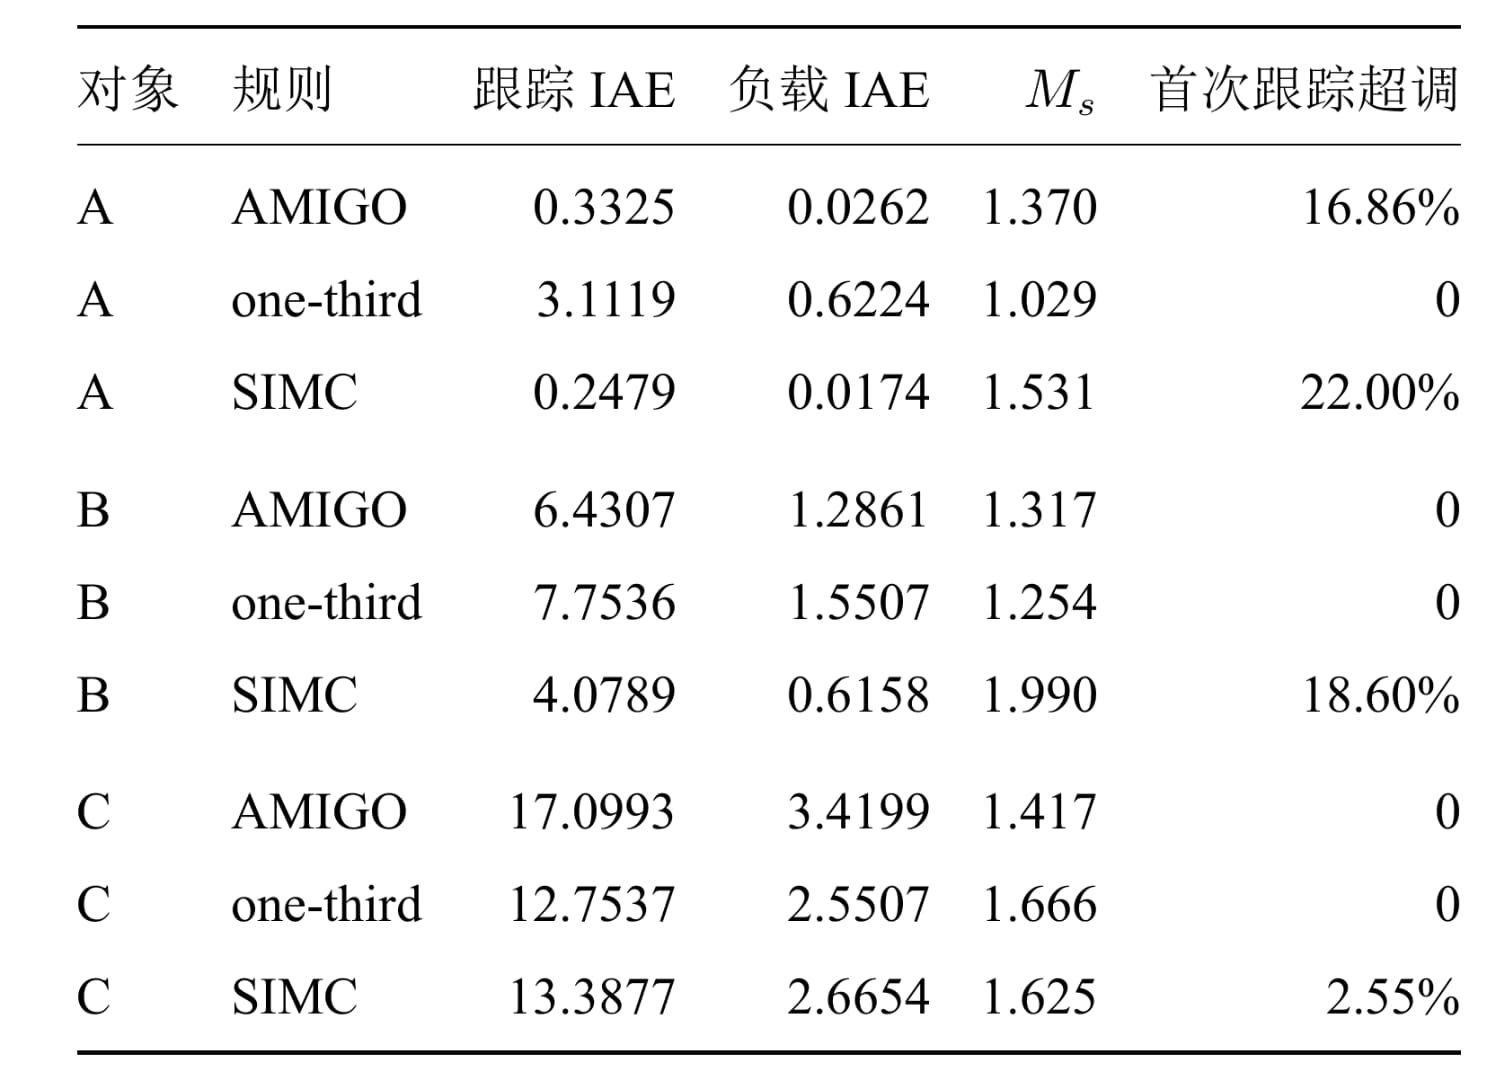 对象 规则 跟踪 IAE 负载 IAE Ms 首次跟踪超调
A AMIGO 0.3325 0.0262 1.370 16.86%
A one-third 3.1119 0.6224 1.029 0
A SIMC 0.2479 0.0174 1.531 22.00%
B AMIGO 6.4307 1.2861 1.317 0
B one-third 7.7536 1.5507 1.254 0
B SIMC 4.0789 0.6158 1.990 18.60%
C AMIGO 17.0993 3.4199 1.417 0
C one-third 12.7537 2.5507 1.666 0
C SIMC 13.3877 2.6654 1.625 2.55%